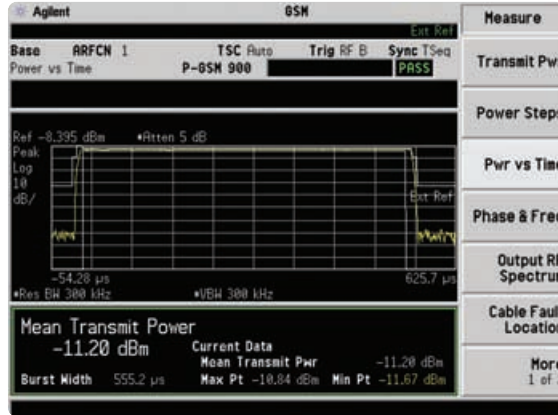 Agilent GSM Measure
Ext Ref
Base ARFCN 1 TSC Auto Trig RF B Sync TSeq
Power vs Time P-GSM 900 PASS
Transmit Pwr
Power Steps
Ref -8.395 dBm *Atten 5 dB
Peak
Log
10
dB/
Pwr vs Time
Ext Ref
Phase & Freq
-54.28 µs 625.7 µs
*Res BW 300 kHz *VBW 300 kHz
Output RF
Spectrum
Mean Transmit Power
-11.20 dBm Current Data
Mean Transmit Pwr -11.20 dBm
Burst Width 555.2 µs Max Pt -10.84 dBm Min Pt -11.67 dBm
Cable Fault
Location
More
1 of